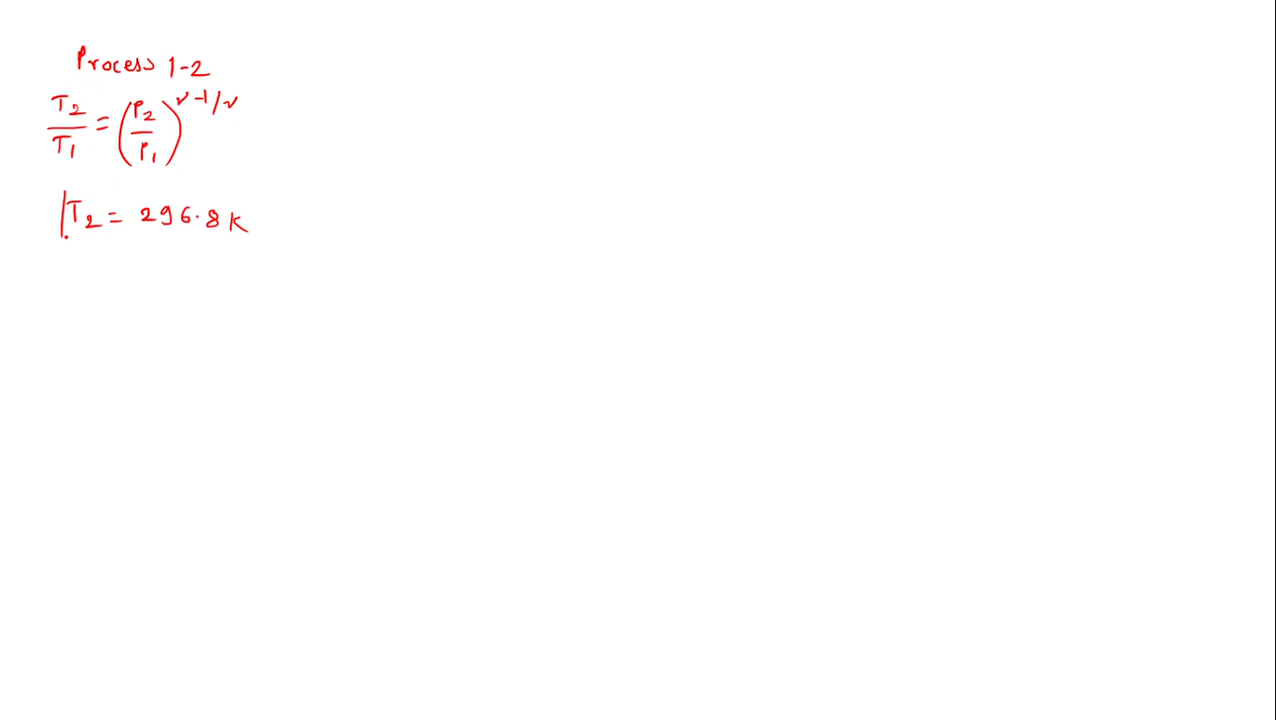 Process 1-2
T2/T1 = (P2/P1)^γ-1/γ
T2 = 296.8 K